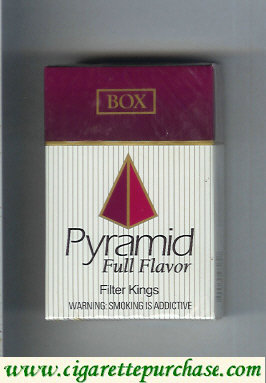 BOX
Pyramid
Full Flavor
Filter Kings
WARNING: SMOKING IS ADDICTIVE
www.cigarettepurchase.com